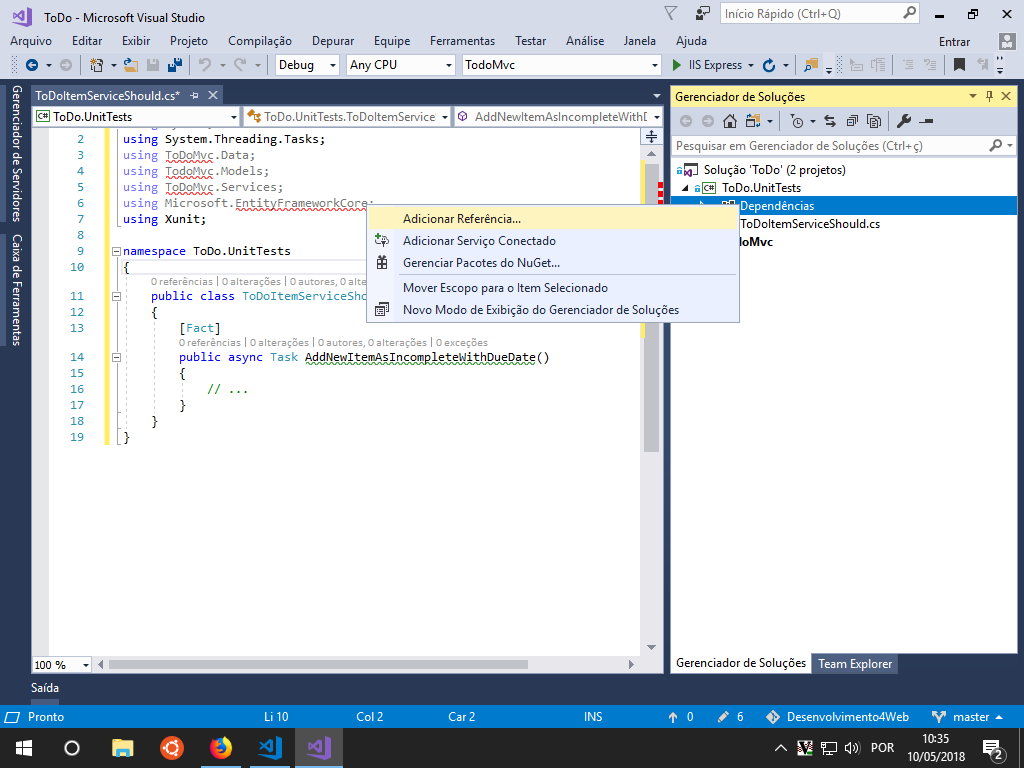 ToDo - Microsoft Visual Studio
Início Rápido (Ctrl+Q)
Arquivo Editar Exibir Projeto Compilação Depurar Equipe Ferramentas Testar Análise Janela Ajuda Entrar
Debug Any CPU TodoMvc IIS Express
Gerenciador de Servidores
Caixa de Ferramentas
ToDoItemServiceShould.cs*
ToDo.UnitTests ToDo.UnitTests.ToDoItemService AddNewItemAsIncompleteWithD
2 using System.Threading.Tasks;
3 using ToDoMvc.Data;
4 using TodoMvc.Models;
5 using ToDoMvc.Services;
6 using Microsoft.EntityFrameworkCore;
7 using Xunit;
8
9 namespace ToDo.UnitTests
10 {
0 referências | 0 alterações | 0 autores, 0 alte
11 public class ToDoItemServiceSho
12 {
13 [Fact]
0 referências | 0 alterações | 0 autores, 0 alterações | 0 exceções
14 public async Task AddNewItemAsIncompleteWithDueDate()
15 {
16 // ...
17 }
18 }
19 }
Adicionar Referência...
Adicionar Serviço Conectado
Gerenciar Pacotes do NuGet...
Mover Escopo para o Item Selecionado
Novo Modo de Exibição do Gerenciador de Soluções
Gerenciador de Soluções
Pesquisar em Gerenciador de Soluções (Ctrl+ç)
Solução 'ToDo' (2 projetos)
ToDo.UnitTests
Dependências
ToDoItemServiceShould.cs
doMvc
100 %
Gerenciador de Soluções Team Explorer
Saída
Pronto Li 10 Col 2 Car 2 INS 0 6 Desenvolvimento4Web master
POR
10:35
10/05/2018
2